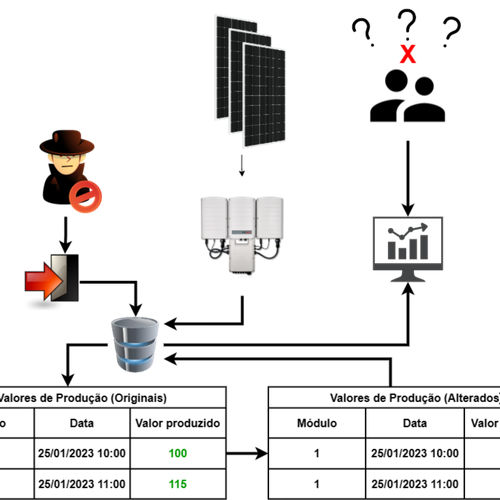 ? ? ?
X
Valores de Produção (Originais)
Data Valor produzido
25/01/2023 10:00 100
25/01/2023 11:00 115
Valores de Produção (Alterados)
Módulo Data Valor
1 25/01/2023 10:00
1 25/01/2023 11:00